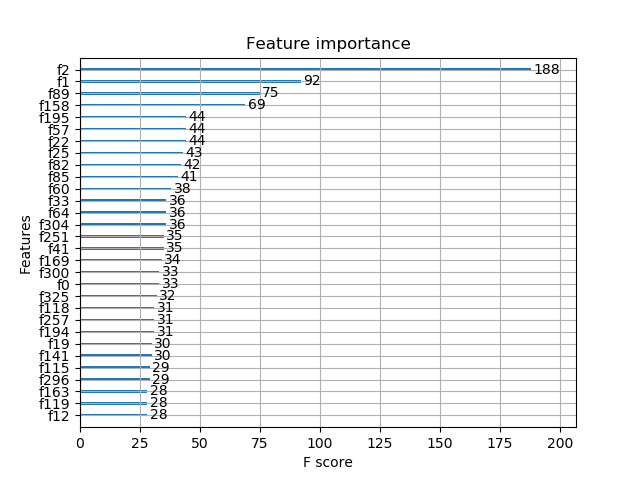 Feature importance
f2 188
f1 92
f89 75
f158 69
f195 44
f57 44
f22 44
f25 43
f82 42
f85 41
f60 38
f33 36
f64 36
f304 36
f251 35
f41 35
f169 34
f300 33
f0 33
f325 32
f118 31
f257 31
f194 31
f19 30
f141 30
f115 29
f296 29
f163 28
f119 28
f12 28
Features
0 25 50 75 100 125 150 175 200
F score